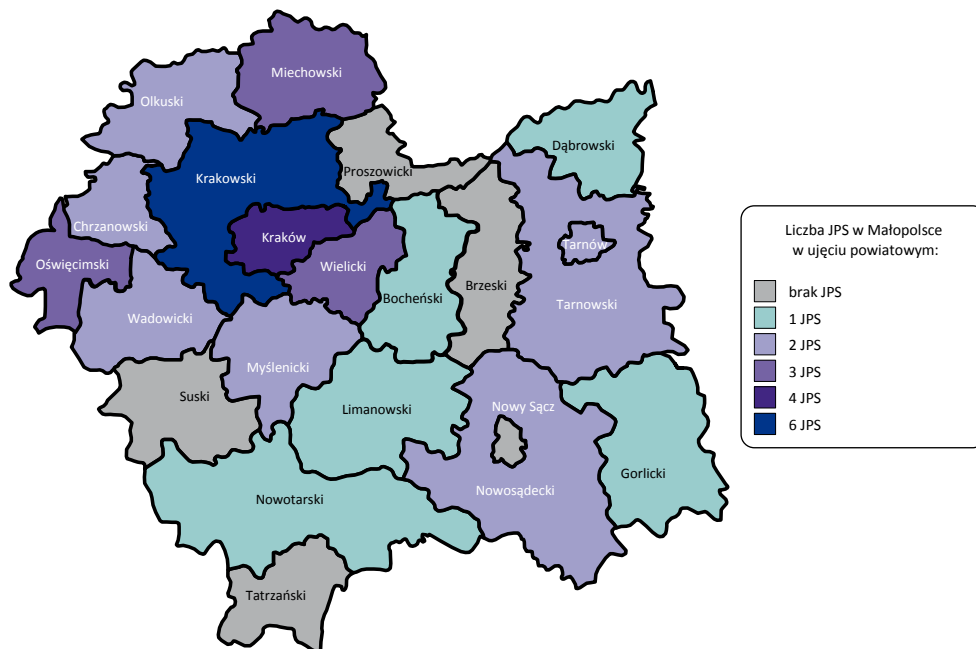 Miechowski
Olkuski
Dąbrowski
Proszowicki
Krakowski
Chrzanowski
Kraków
Tarnów
Oświęcimski
Wielicki
Bocheński
Brzeski
Tarnowski
Wadowicki
Myślenicki
Suski
Limanowski
Nowy Sącz
Nowotarski
Nowosądecki
Gorlicki
Tatrzański
Liczba JPS w Małopolsce
w ujęciu powiatowym:
brak JPS
1 JPS
2 JPS
3 JPS
4 JPS
6 JPS